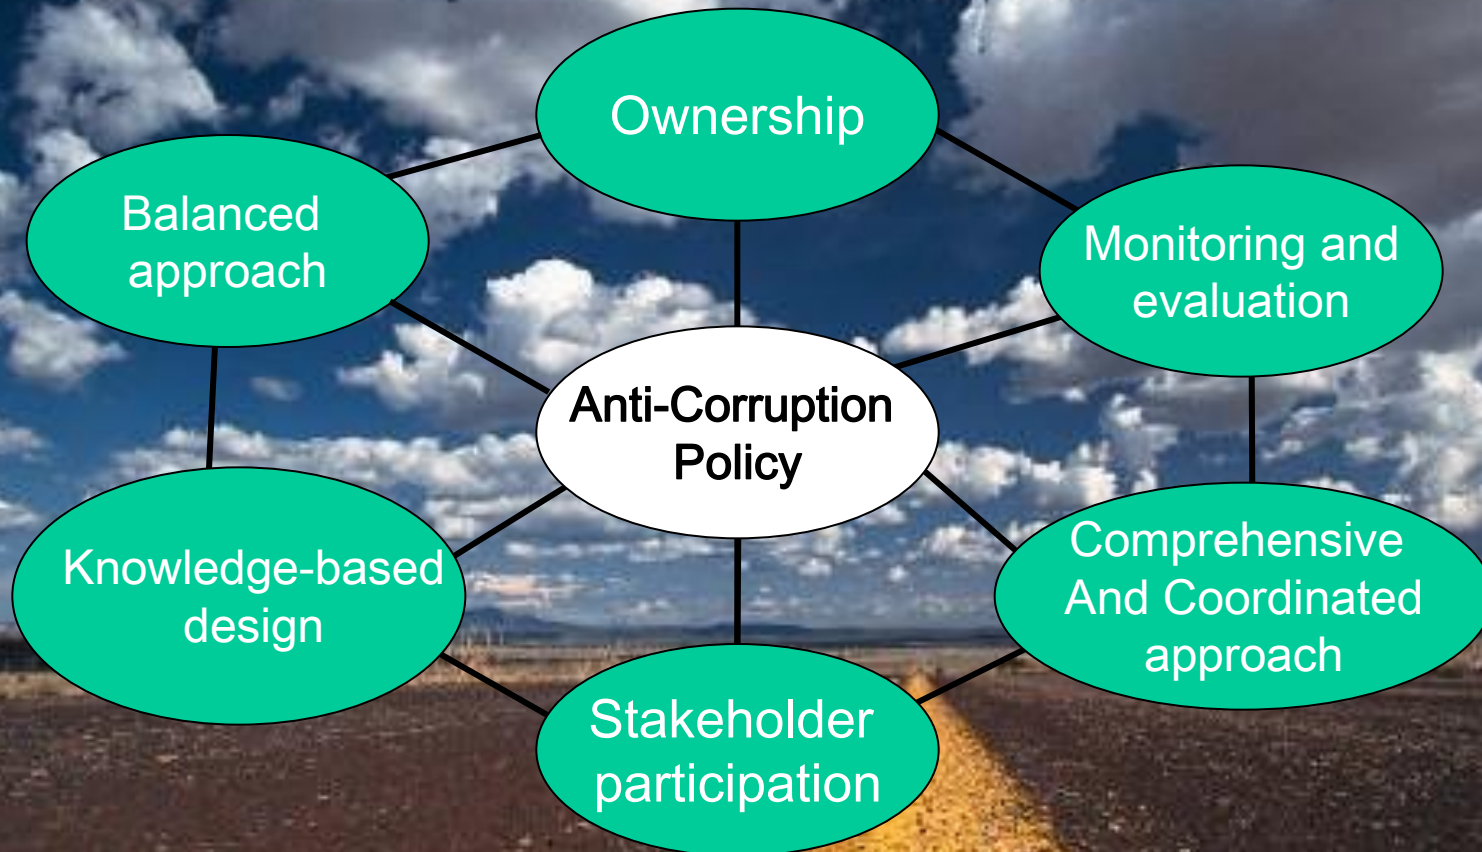 Ownership
Balanced
approach
Monitoring and
evaluation
Anti-Corruption
Policy
Knowledge-based
design
Comprehensive
And Coordinated
approach
Stakeholder
participation